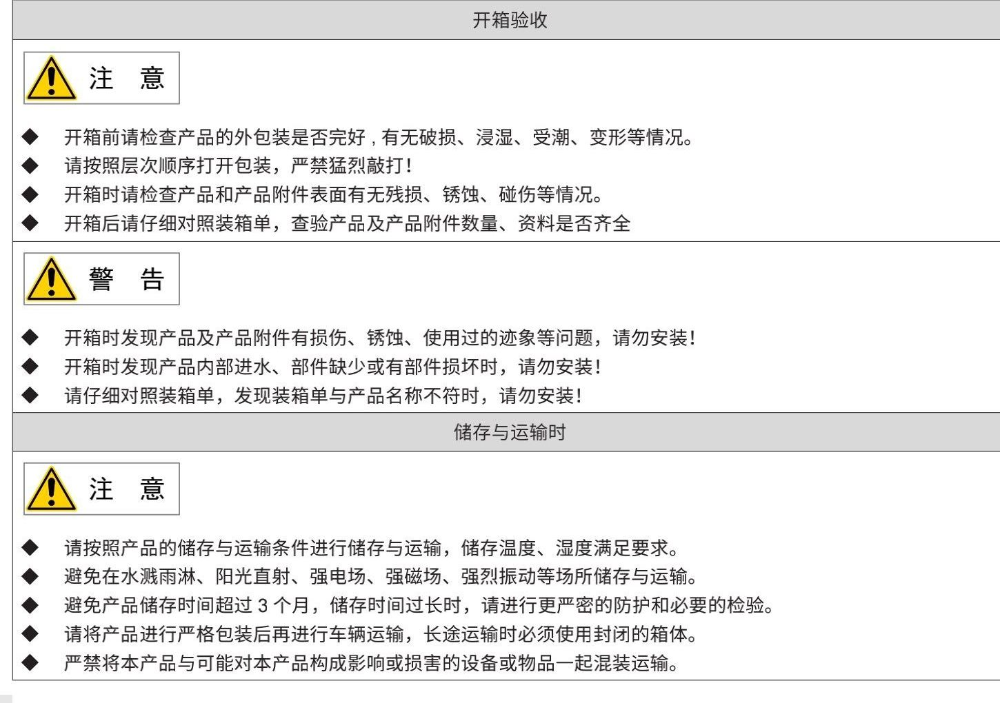 开箱验收
注 意
◆ 开箱前请检查产品的外包装是否完好 , 有无破损、浸湿、受潮、变形等情况。
◆ 请按照层次顺序打开包装，严禁猛烈敲打！
◆ 开箱时请检查产品和产品附件表面有无残损、锈蚀、碰伤等情况。
◆ 开箱后请仔细对照装箱单，查验产品及产品附件数量、资料是否齐全
警 告
◆ 开箱时发现产品及产品附件有损伤、锈蚀、使用过的迹象等问题，请勿安装！
◆ 开箱时发现产品内部进水、部件缺少或有部件损坏时，请勿安装！
◆ 请仔细对照装箱单，发现装箱单与产品名称不符时，请勿安装！
储存与运输时
注 意
◆ 请按照产品的储存与运输条件进行储存与运输，储存温度、湿度满足要求。
◆ 避免在水溅雨淋、阳光直射、强电场、强磁场、强烈振动等场所储存与运输。
◆ 避免产品储存时间超过 3 个月，储存时间过长时，请进行更严密的防护和必要的检验。
◆ 请将产品进行严格包装后再进行车辆运输，长途运输时必须使用封闭的箱体。
◆ 严禁将本产品与可能对本产品构成影响或损害的设备或物品一起混装运输。